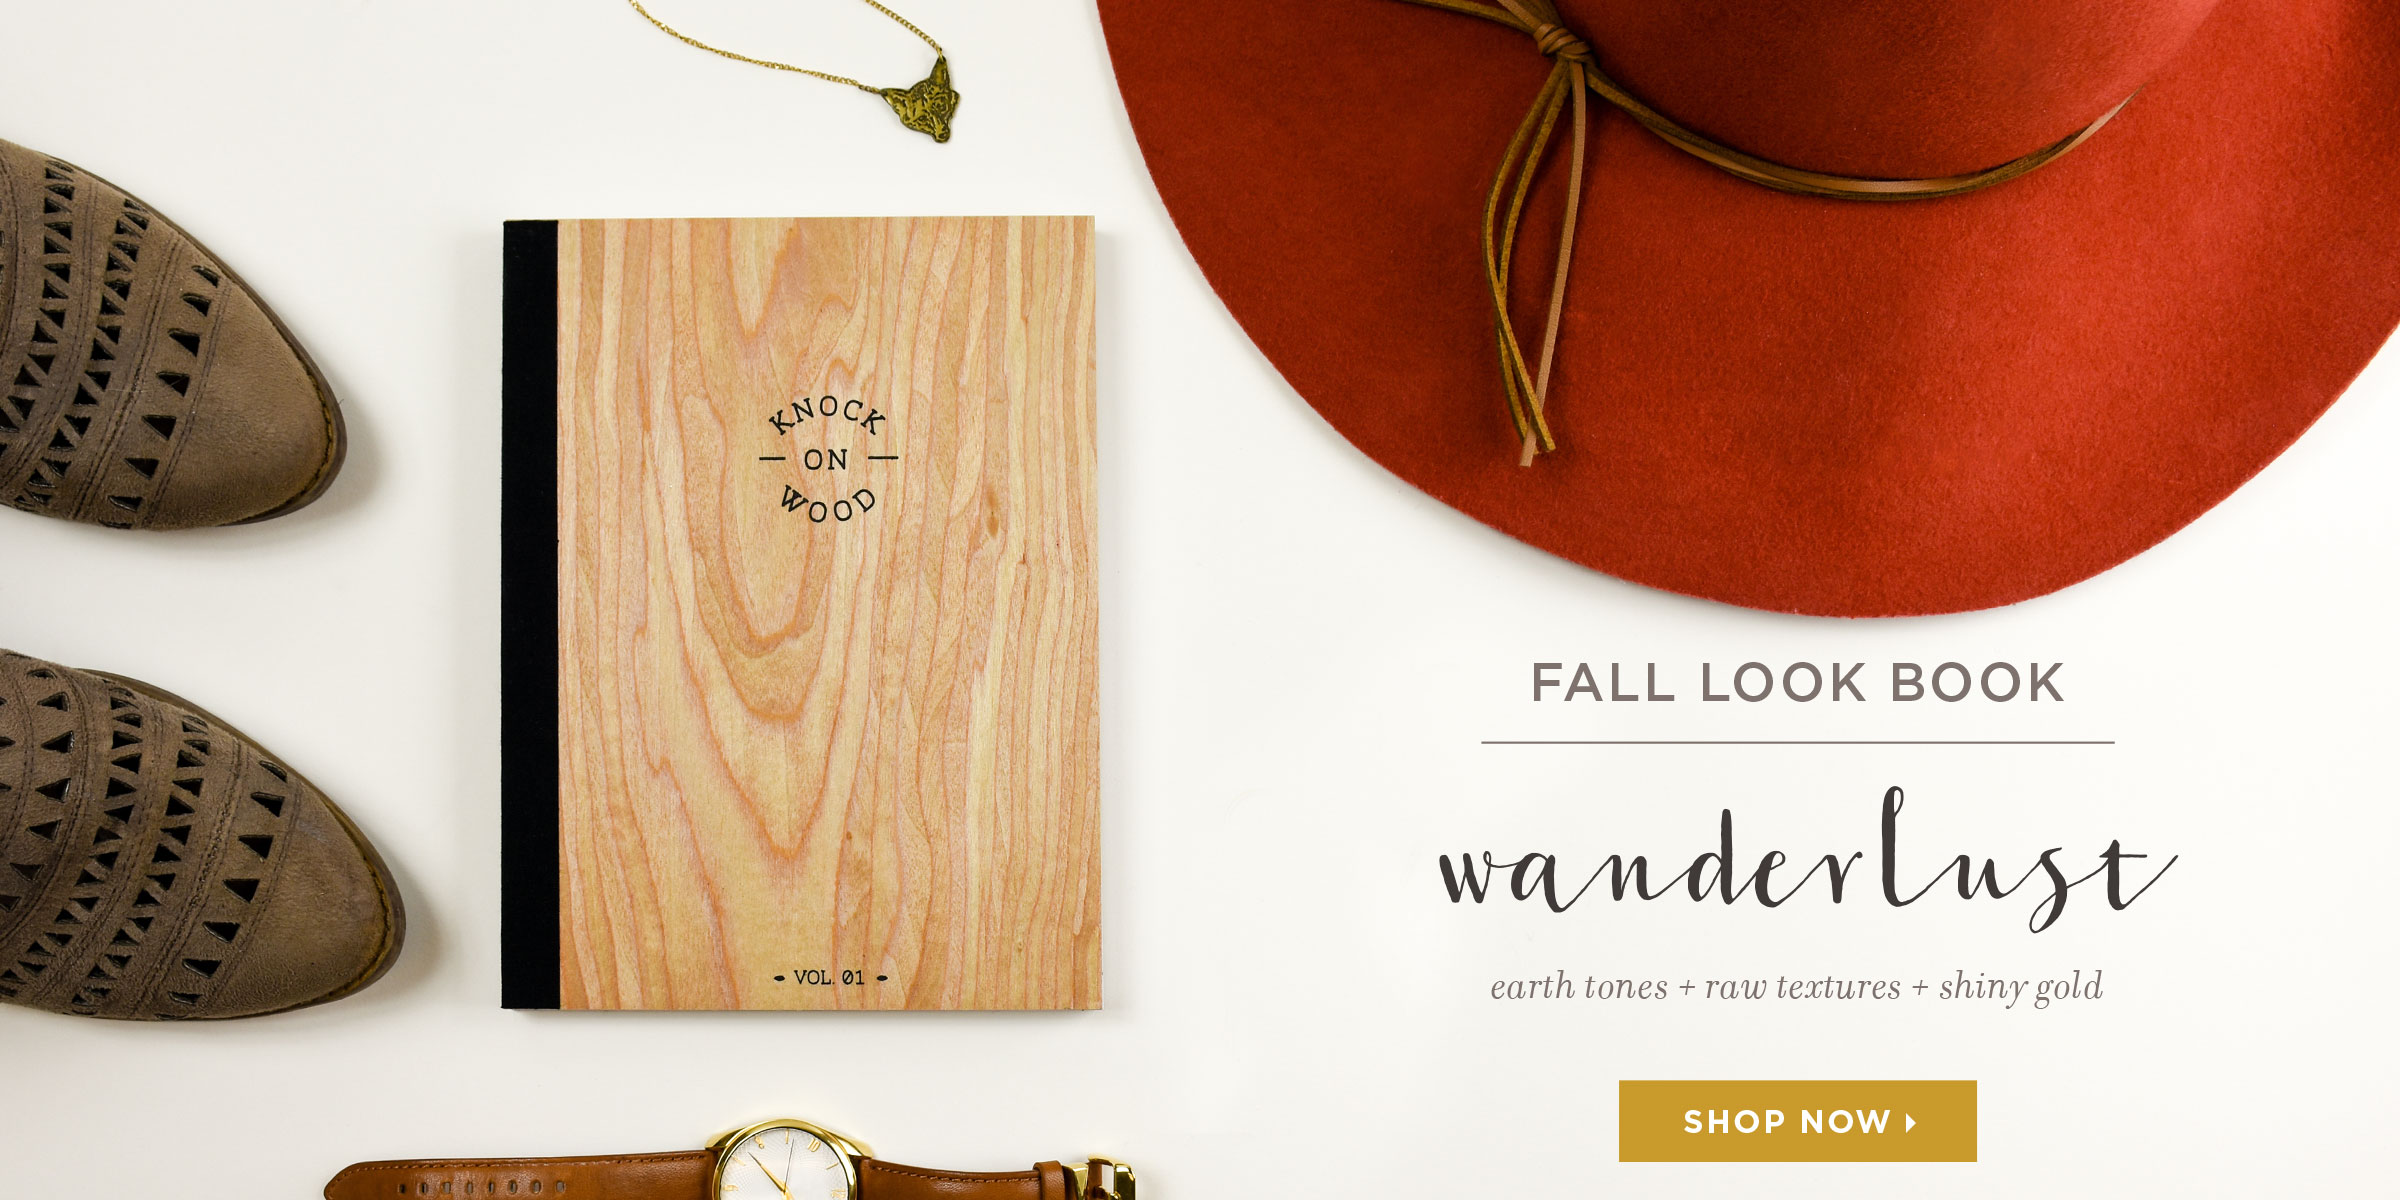 KNOCK
ON
WOOD
VOL. 01
FALL LOOK BOOK
wanderlust
earth tones + raw textures + shiny gold
SHOP NOW